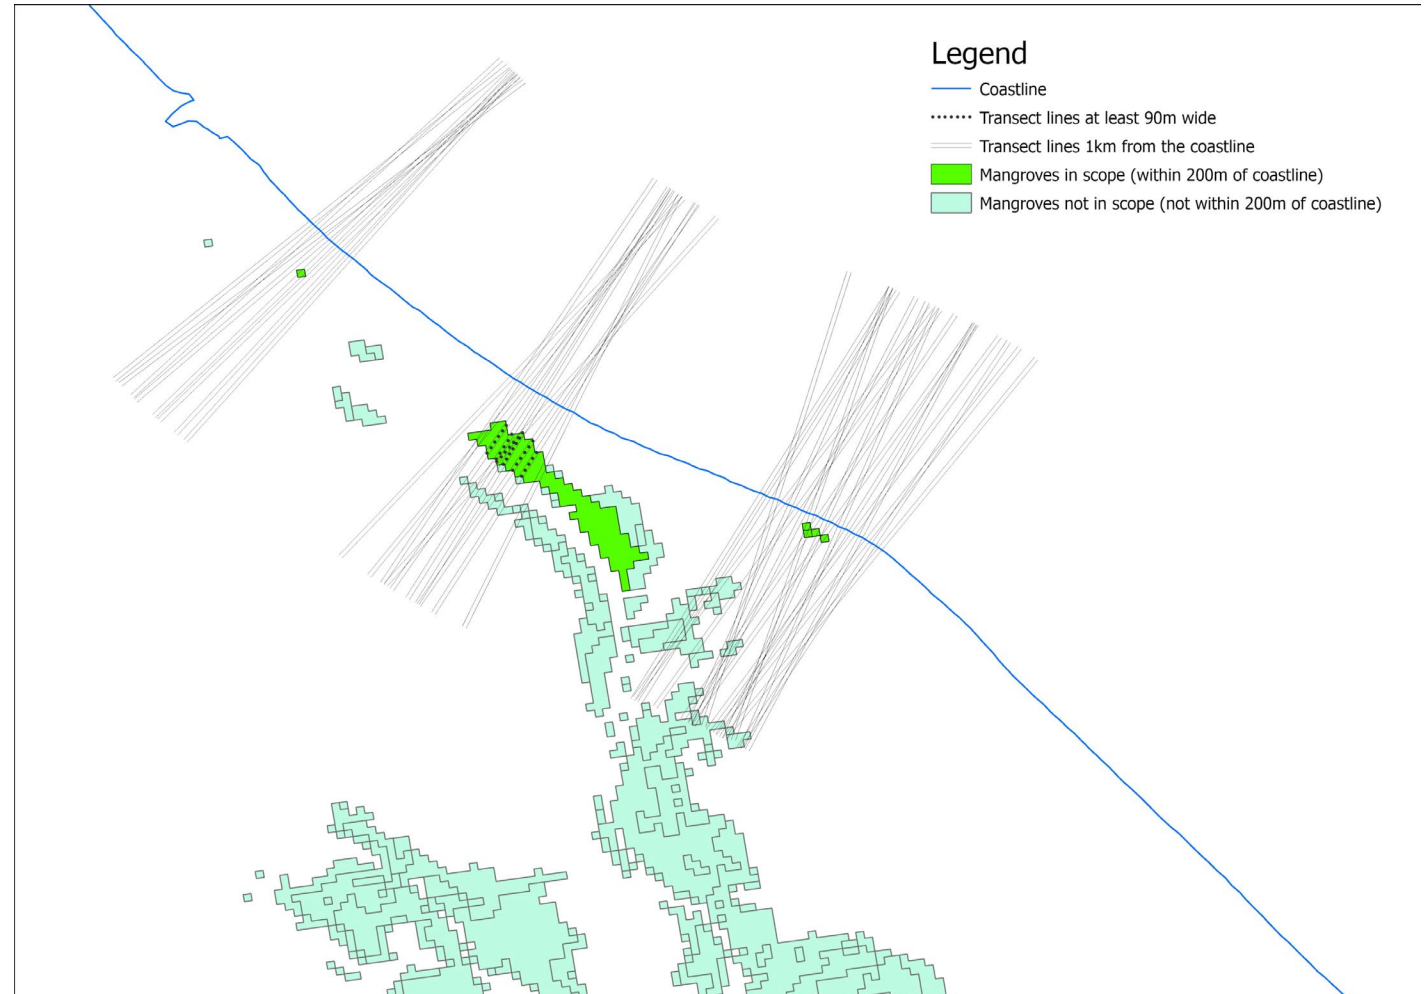 Legend
Coastline
Transect lines at least 90m wide
Transect lines 1km from the coastline
Mangroves in scope (within 200m of coastline)
Mangroves not in scope (not within 200m of coastline)